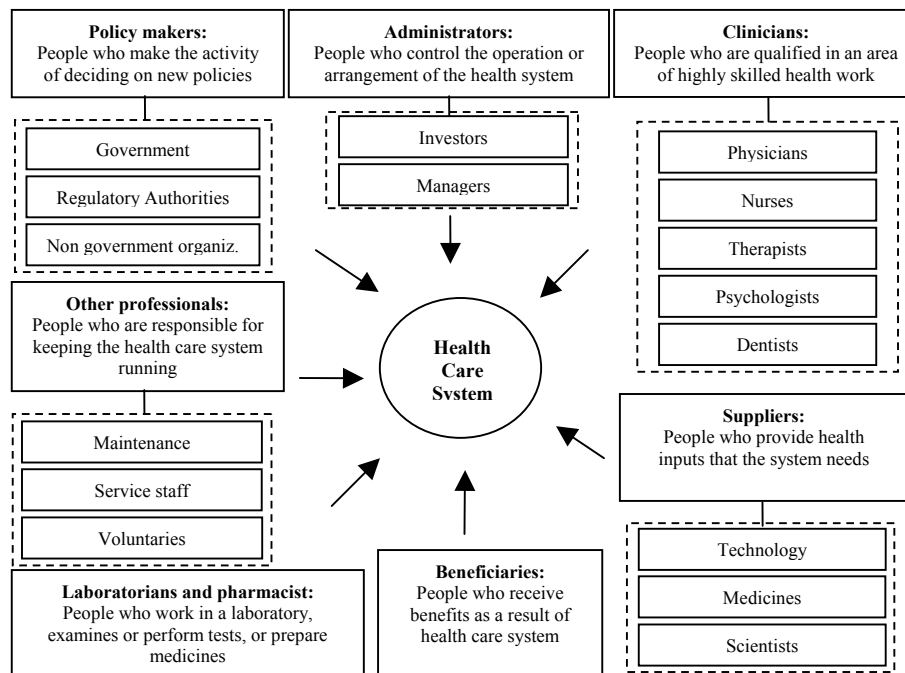 Policy makers:
People who make the activity
of deciding on new policies
Government
Regulatory Authorities
Non government organiz.
Administrators:
People who control the operation or
arrangement of the health system
Investors
Managers
Clinicians:
People who are qualified in an area
of highly skilled health work
Physicians
Nurses
Therapists
Psychologists
Dentists
Other professionals:
People who are responsible for
keeping the health care system
running
Maintenance
Service staff
Voluntaries
Health
Care
System
Suppliers:
People who provide health
inputs that the system needs
Technology
Medicines
Scientists
Laboratorians and pharmacist:
People who work in a laboratory,
examines or perform tests, or prepare
medicines
Beneficiaries:
People who receive
benefits as a result of
health care system